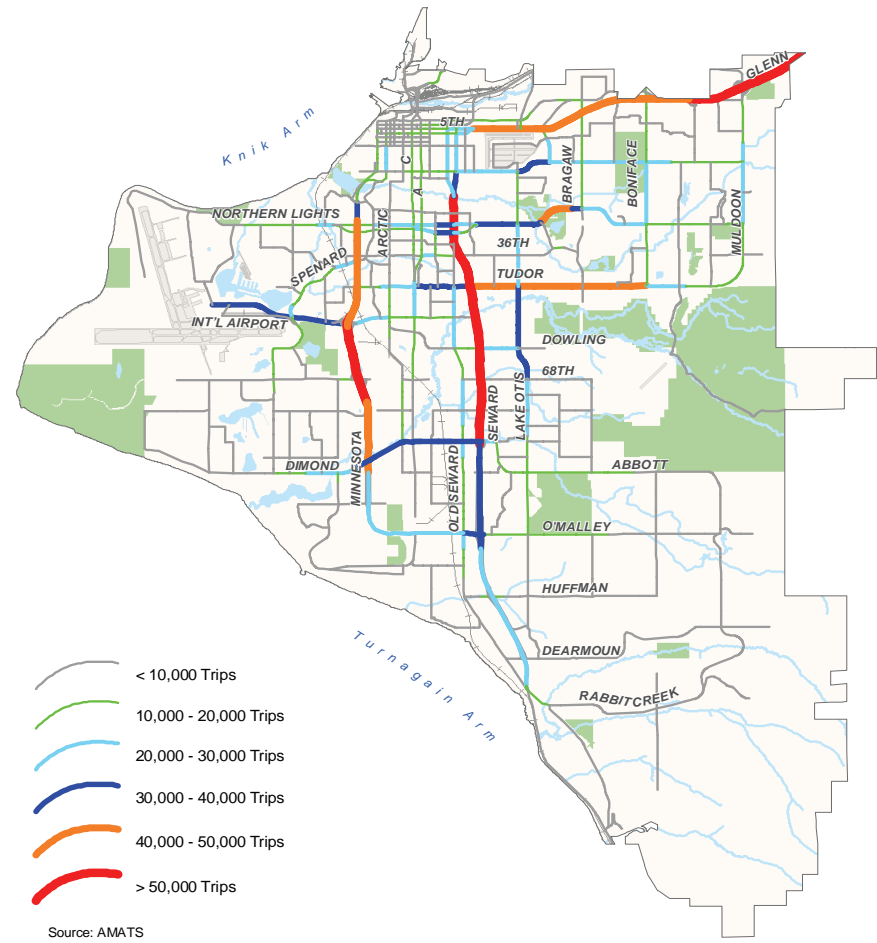 GLENN
5TH
Knik Arm
C
A
BRAGAW
BONIFACE
MULDOON
NORTHERN LIGHTS
ARCTIC
36TH
SPENARD
TUDOR
INT'L AIRPORT
DOWLING
68TH
SEWARD
LAKE OTIS
MINNESOTA
OLD SEWARD
DIMOND
ABBOTT
O'MALLEY
HUFFMAN
DEARMOUN
RABBITCREEK
Turnagain Arm
< 10,000 Trips
10,000 - 20,000 Trips
20,000 - 30,000 Trips
30,000 - 40,000 Trips
40,000 - 50,000 Trips
> 50,000 Trips
Source: AMATS